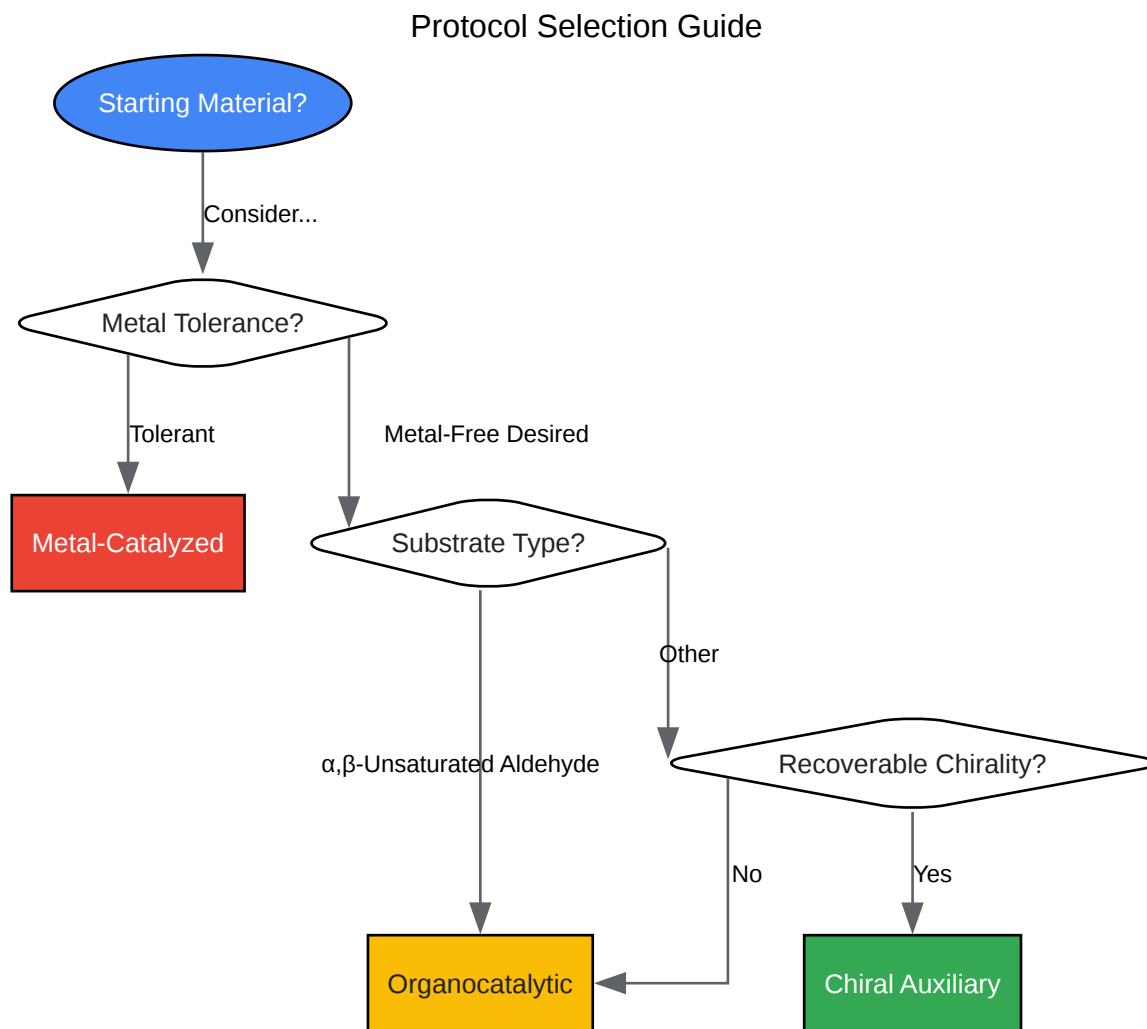 Protocol Selection Guide
Starting Material?
Consider...
Metal Tolerance?
Tolerant
Metal-Free Desired
Metal-Catalyzed
Substrate Type?
Other
α,β-Unsaturated Aldehyde
Recoverable Chirality?
No
Yes
Organocatalytic
Chiral Auxiliary